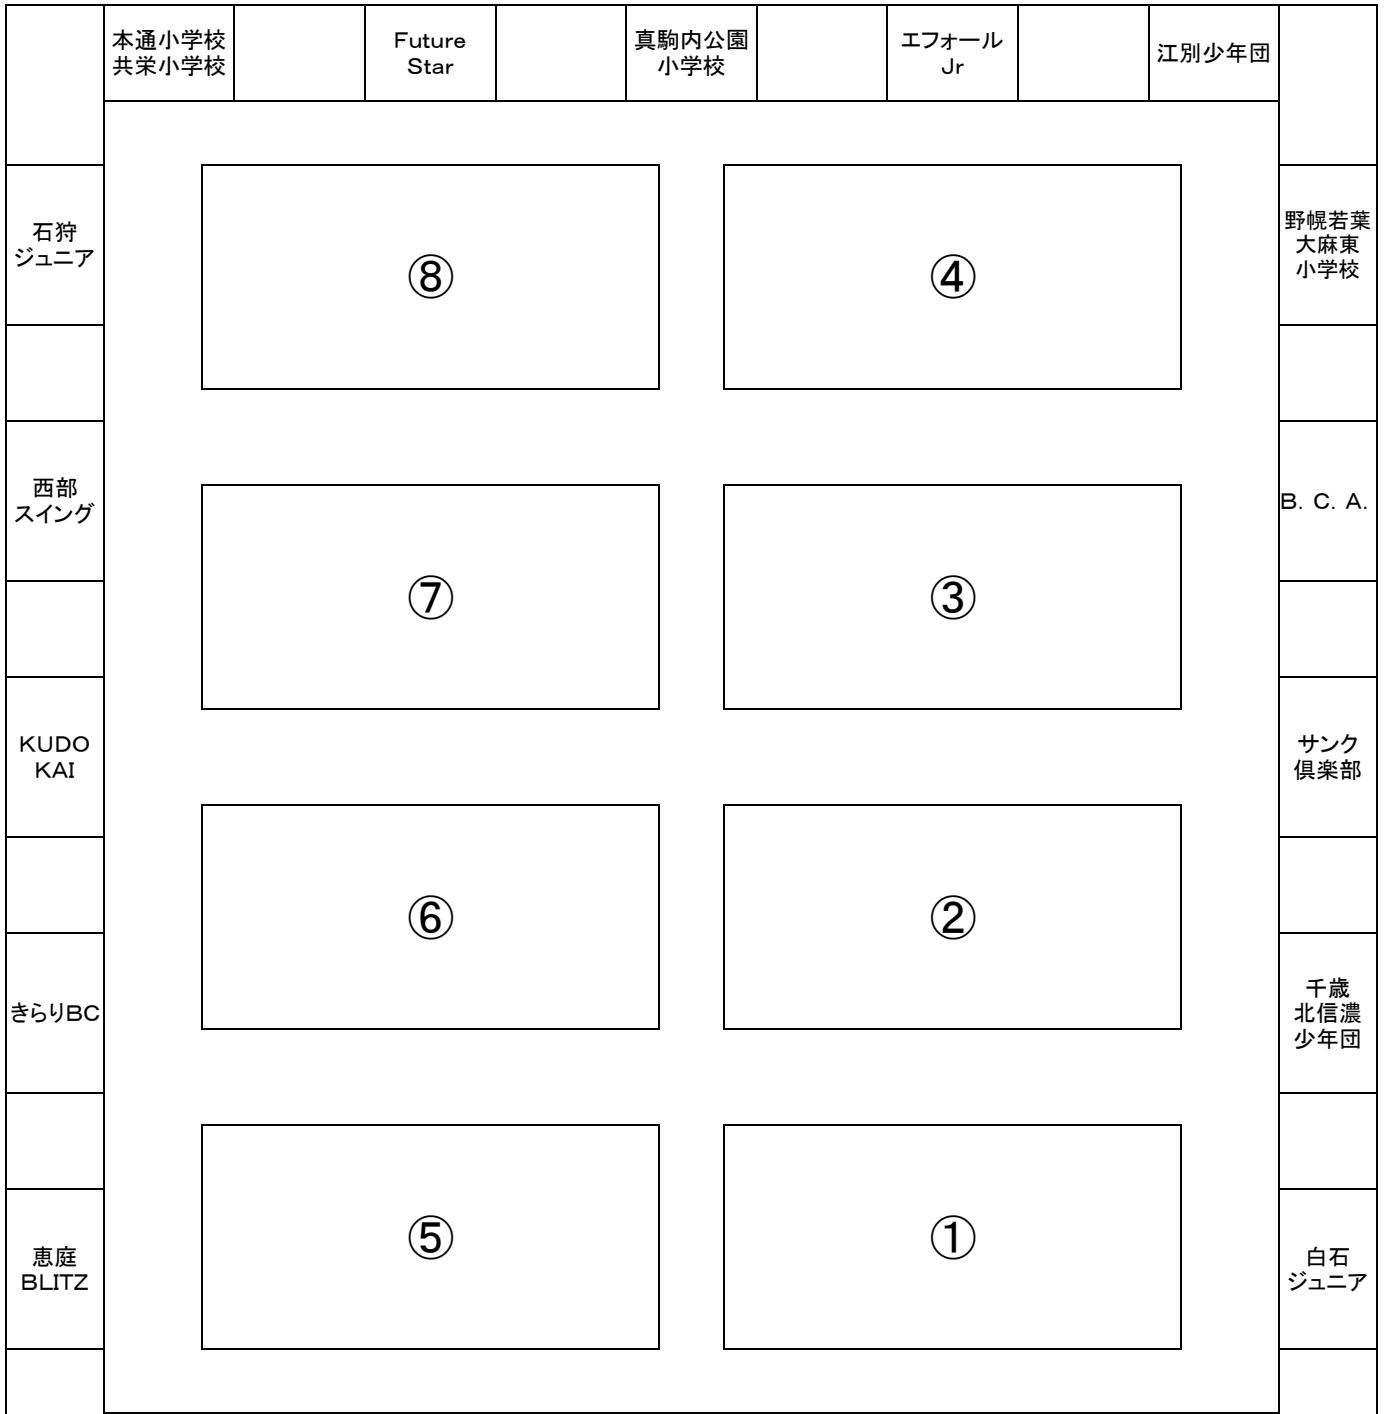 本通小学校
共栄小学校
Future
Star
真駒内公園
小学校
エフォール
Jr
江別少年団
石狩
ジュニア
⑧
④
野幌若葉
大麻東
小学校
西部
スイング
⑦
③
B. C. A.
KUDO
KAI
サンク
倶楽部
⑥
②
きらりBC
千歳
北信濃
少年団
恵庭
BLITZ
⑤
①
白石
ジュニア